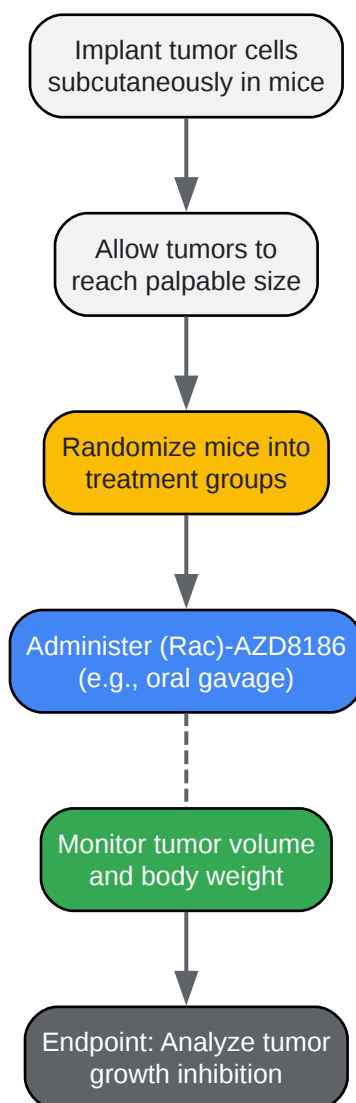 Implant tumor cells
subcutaneously in mice
Allow tumors to
reach palpable size
Randomize mice into
treatment groups
Administer (Rac)-AZD8186
(e.g., oral gavage)
Monitor tumor volume
and body weight
Endpoint: Analyze tumor
growth inhibition